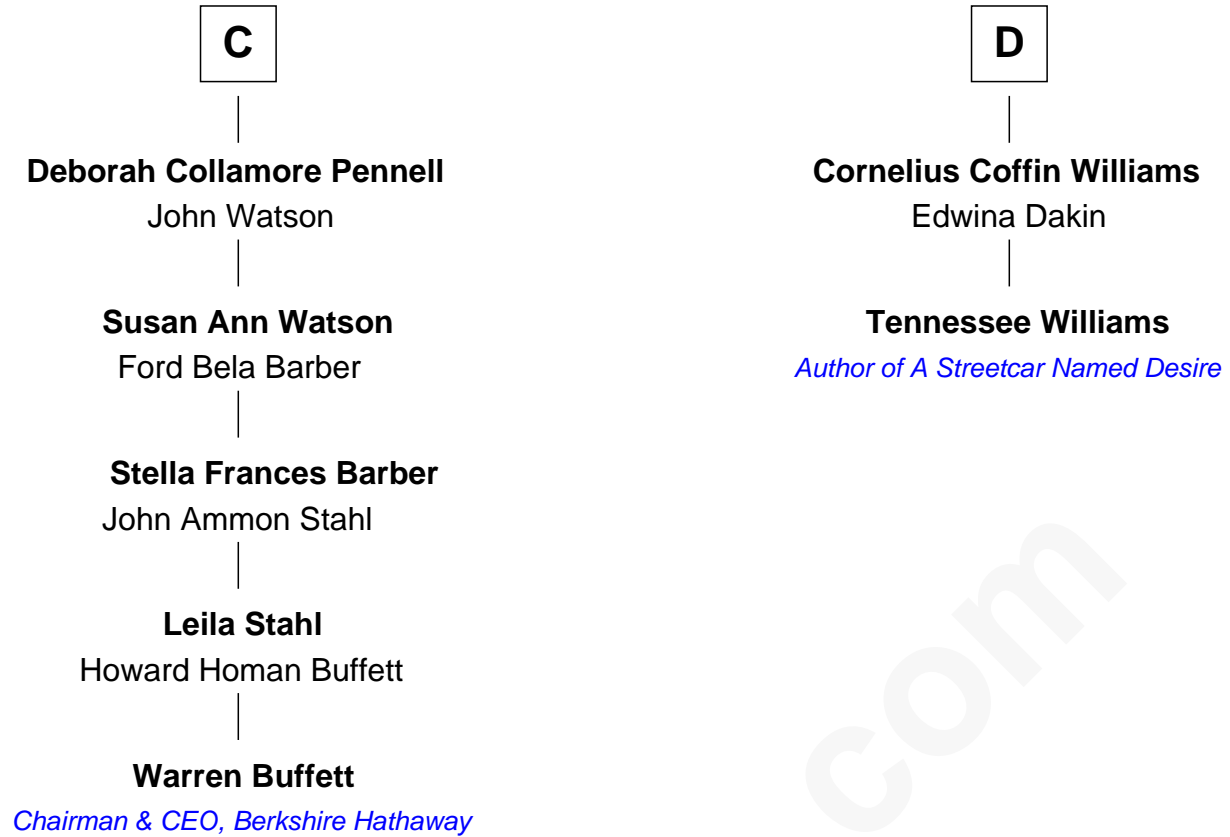 C
Deborah Collamore Pennell
John Watson
Susan Ann Watson
Ford Bela Barber
Stella Frances Barber
John Ammon Stahl
Leila Stahl
Howard Homan Buffett
Warren Buffett
Chairman & CEO, Berkshire Hathaway
D
Cornelius Coffin Williams
Edwina Dakin
Tennessee Williams
Author of A Streetcar Named Desire
com